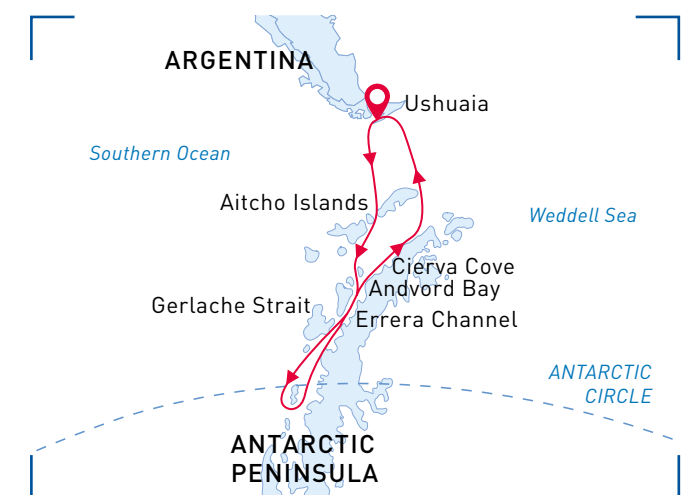 ARGENTINA
Ushuaia
Southern Ocean
Aitcho Islands
Weddell Sea
Cierva Cove
Andvord Bay
Gerlache Strait
Errera Channel
ANTARCTIC
CIRCLE
ANTARCTIC
PENINSULA